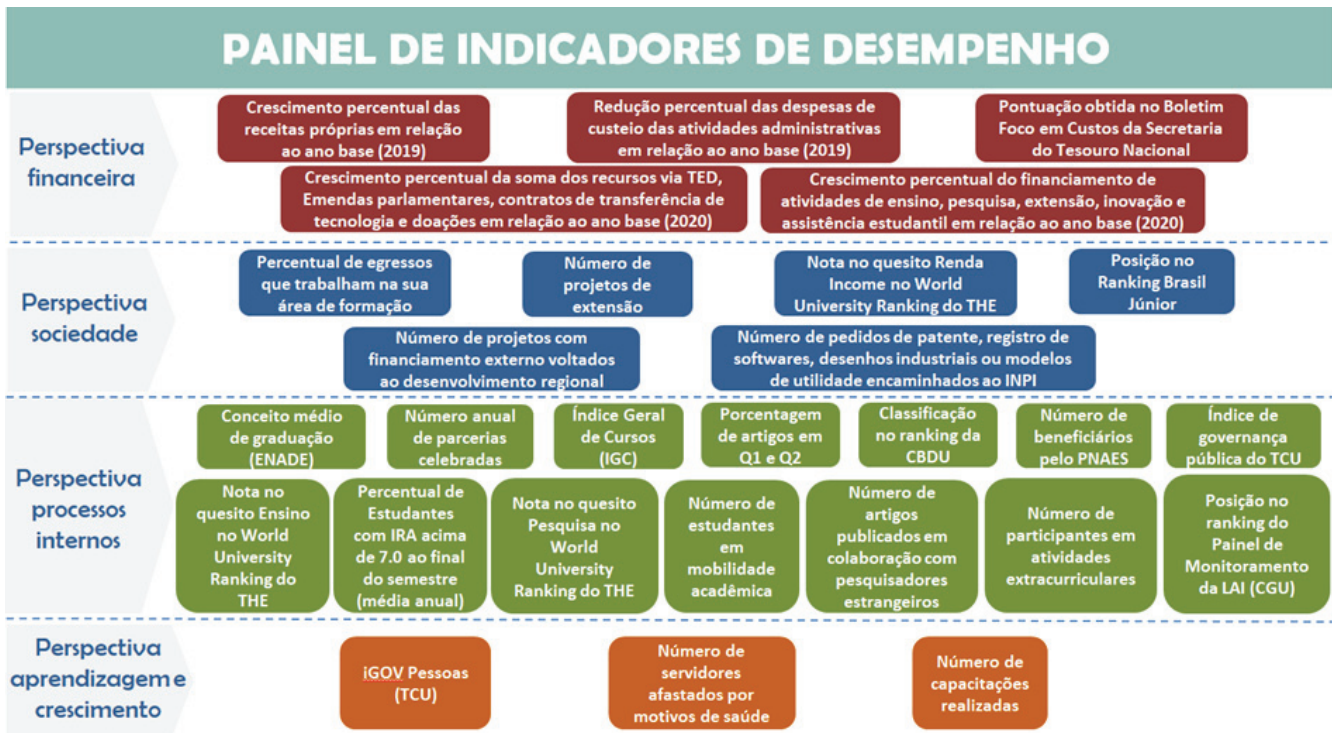 PAINEL DE INDICADORES DE DESEMPENHO
Perspectiva
financeira
Crescimento percentual das
receitas próprias em relação
ao ano base (2019)
Redução percentual das despesas de
custeio das atividades administrativas
em relação ao ano base (2019)
Pontuação obtida no Boletim
Foco em Custos da Secretaria
do Tesouro Nacional
Crescimento percentual da soma dos recursos via TED,
Emendas parlamentares, contratos de transferência de
tecnologia e doações em relação ao ano base (2020)
Crescimento percentual do financiamento de
atividades de ensino, pesquisa, extensão, inovação e
assistência estudantil em relação ao ano base (2020)
Perspectiva
sociedade
Percentual de egressos
que trabalham na sua
área de formação
Número de
projetos de
extensão
Nota no quesito Renda
Income no World
University Ranking do THE
Posição no
Ranking Brasil
Júnior
Número de projetos com
financiamento externo voltados
ao desenvolvimento regional
Número de pedidos de patente, registro de
softwares, desenhos industriais ou modelos
de utilidade encaminhados ao INPI
Perspectiva
processos
internos
Conceito médio
de graduação
(ENADE)
Número anual
de parcerias
celebradas
Índice Geral
de Cursos
(IGC)
Porcentagem
de artigos em
Q1 e Q2
Classificação
no ranking da
CBDU
Número de
beneficiários
pelo PNAES
Índice de
governança
pública do TCU
Nota no
quesito Ensino
no World
University
Ranking do
THE
Percentual de
Estudantes
com IRA acima
de 7.0 ao final
do semestre
(média anual)
Nota no quesito
Pesquisa no
World
University
Ranking do THE
Número de
estudantes
em
mobilidade
acadêmica
Número de
artigos
publicados em
colaboração com
pesquisadores
estrangeiros
Número de
participantes em
atividades
extracurriculares
Posição no
ranking do
Painel de
Monitoramento
da LAI (CGU)
Perspectiva
aprendizagem e
crescimento
iGOV Pessoas
(TCU)
Número de
servidores
afastados por
motivos de saúde
Número de
capacitações
realizadas